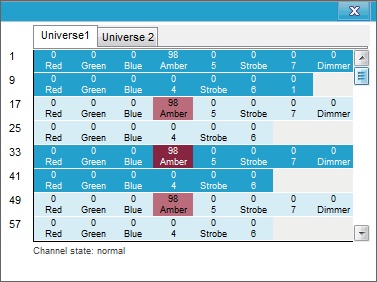 Universe1 Universe 2
1 0 0 0 98 0 0 0 0
Red Green Blue Amber 5 Strobe 7 Dimmer
9 0 0 0 0 0 0 0
Red Green Blue 4 Strobe 6 1
17 0 0 0 98 0 0 0 0
Red Green Blue Amber 5 Strobe 7 Dimmer
25 0 0 0 0 0 0
Red Green Blue 4 Strobe 6
33 0 0 0 98 0 0 0 0
Red Green Blue Amber 5 Strobe 7 Dimmer
41 0 0 0 0 0 0
Red Green Blue 4 Strobe 6
49 0 0 0 98 0 0 0 0
Red Green Blue Amber 5 Strobe 7 Dimmer
57 0 0 0 0 0 0
Red Green Blue 4 Strobe 6
Channel state: normal